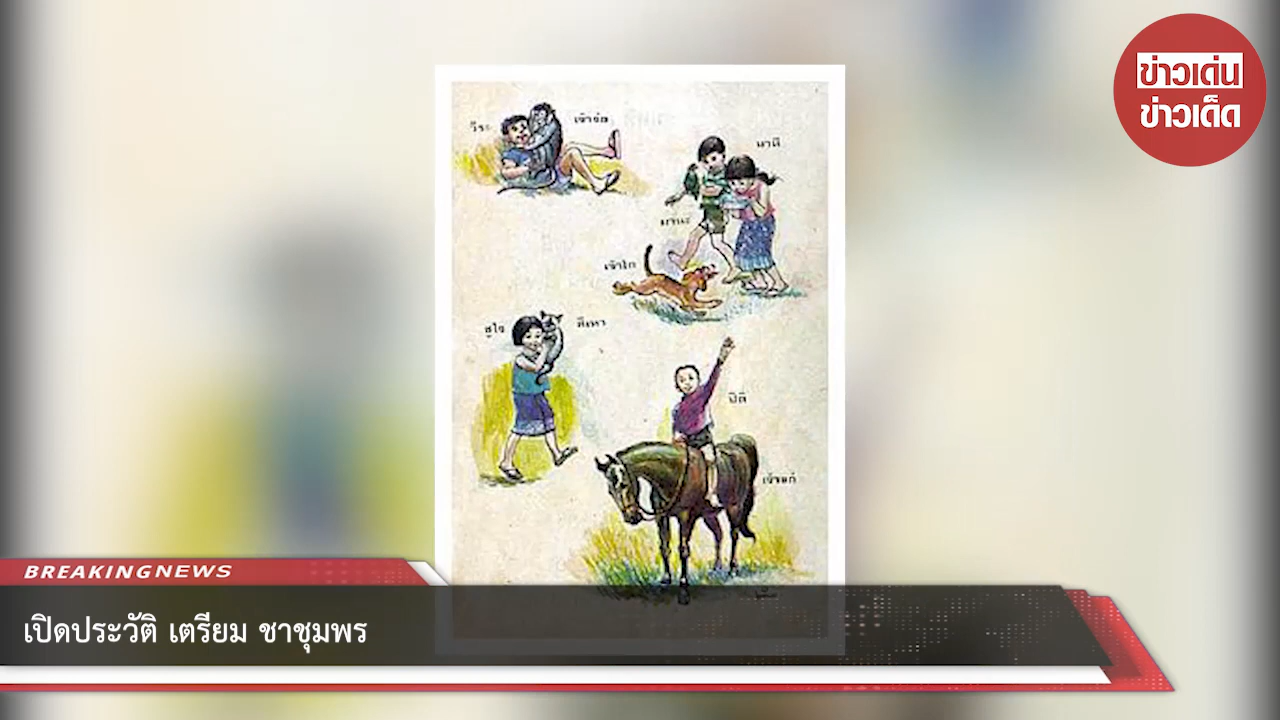 ข่าวเด่น
ข่าวเด็ด
วีระ
เจ้าจ๋อ
มานี
มานะ
เจ้าโต
ชูใจ
สีเทา
ปิติ
เจ้าแก่
BREAKING NEWS
เปิดประวัติ เตรียม ชาชุมพร